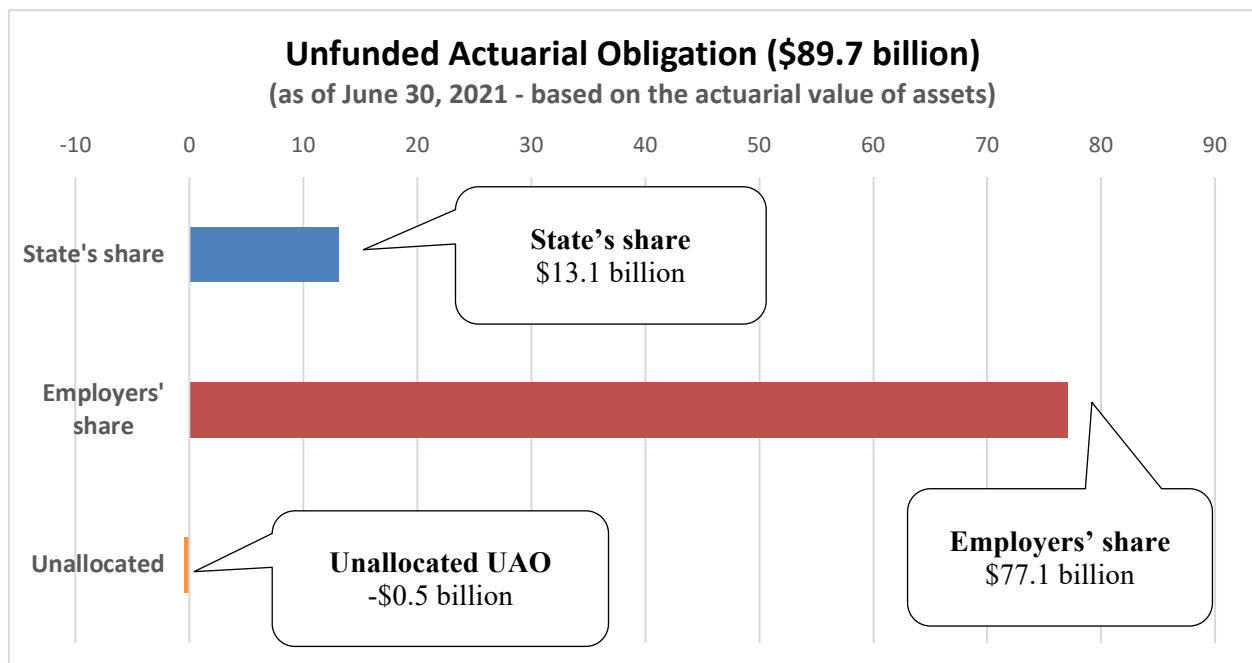 Unfunded Actuarial Obligation ($89.7 billion)
(as of June 30, 2021 - based on the actuarial value of assets)
-10 0 10 20 30 40 50 60 70 80 90
State's share
State’s share
$13.1 billion
Employers'
share
Employers’ share
$77.1 billion
Unallocated
Unallocated UAO
-$0.5 billion